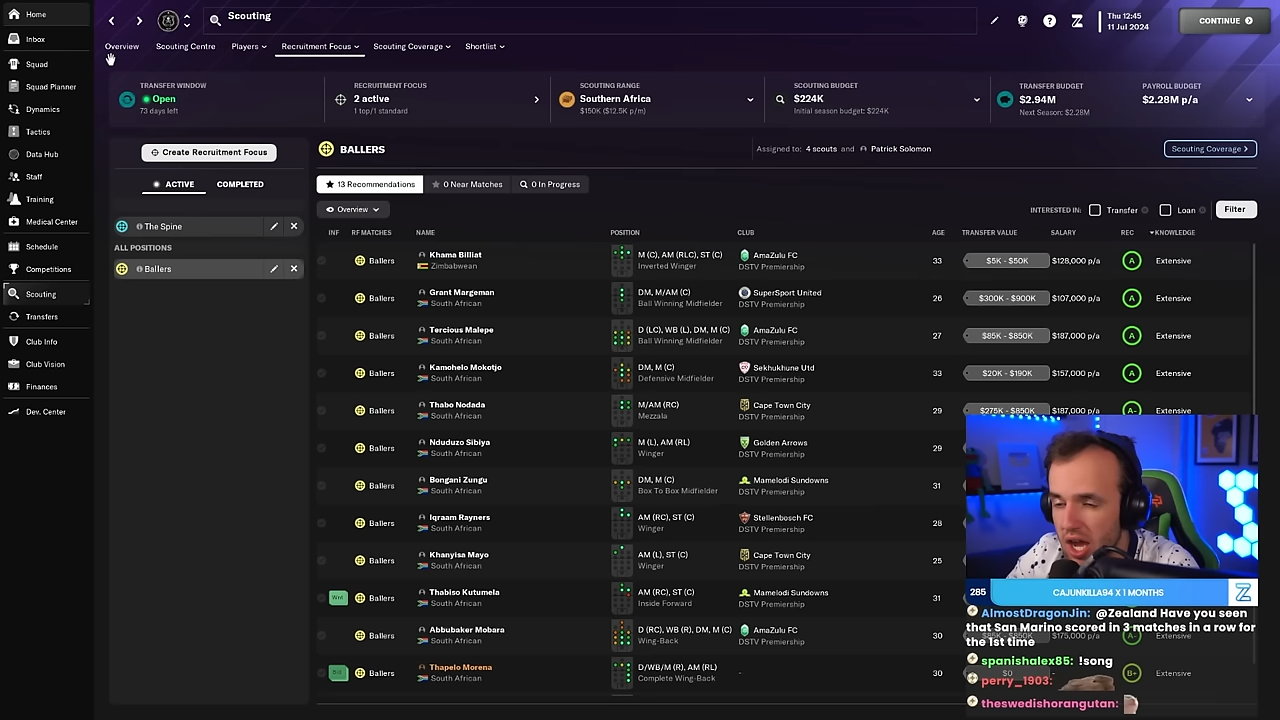 Home
Inbox
Squad
Squad Planner
Dynamics
Tactics
Data Hub
Staff
Training
Medical Center
Schedule
Competitions
Scouting
Transfers
Club Info
Club Vision
Finances
Dev. Center
Scouting
Thu 12:45
11 Jul 2024
CONTINUE
Overview Scouting Centre Players Recruitment Focus Scouting Coverage Shortlist
TRANSFER WINDOW
Open
73 days left
RECRUITMENT FOCUS
2 active
1 top/1 standard
SCOUTING RANGE
Southern Africa
$150K ($12.5K p/m)
SCOUTING BUDGET
$224K
Initial season budget: $224K
TRANSFER BUDGET
$2.94M
Next Season: $2.28M
PAYROLL BUDGET
$2.28M p/a
Create Recruitment Focus
ACTIVE COMPLETED
The Spine
ALL POSITIONS
Ballers
BALLERS
Assigned to: 4 scouts and Patrick Solomon
Scouting Coverage >
13 Recommendations 0 Near Matches 0 In Progress
Overview
INTERESTED IN: Transfer Loan Filter
INF RF MATCHES NAME POSITION CLUB AGE TRANSFER VALUE SALARY REC KNOWLEDGE
Ballers Khama Billiat M (C), AM (RLC), ST (C) AmaZulu FC 33 $5K - $50K $128,000 p/a A Extensive
Zimbabwean Inverted Winger DSTV Premiership
Ballers Grant Margeman DM, M/AM (C) SuperSport United 26 $300K - $900K $107,000 p/a A Extensive
South African Ball Winning Midfielder DSTV Premiership
Ballers Tercious Malepe D (LC), WB (L), DM, M (C) AmaZulu FC 27 $85K - $850K $187,000 p/a A Extensive
South African Ball Winning Midfielder DSTV Premiership
Ballers Kamohelo Mokotjo DM, M (C) Sekhukhune Utd 33 $20K - $190K $157,000 p/a A Extensive
South African Defensive Midfielder DSTV Premiership
Ballers Thabo Nodada M/AM (RC) Cape Town City 29 $275K - $850K $187,000 p/a A- Extensive
South African Mezzala DSTV Premiership
Ballers Nduduzo Sibiya M (L), AM (RL) Golden Arrows 29
South African Winger DSTV Premiership
Ballers Bongani Zungu DM, M (C) Mamelodi Sundowns 31
South African Box To Box Midfielder DSTV Premiership
Ballers Iqraam Rayners AM (RC), ST (C) Stellenbosch FC 28
South African Winger DSTV Premiership
Ballers Khanyisa Mayo AM (L), ST (C) Cape Town City 25
South African Winger DSTV Premiership
Wnt Ballers Thabiso Kutumela AM (RC), ST (C) Mamelodi Sundowns 31
South African Inside Forward DSTV Premiership
Ballers Abbubaker Mobara D (RC), WB (R), DM, M (C) AmaZulu FC 30 $175,000 p/a A- Extensive
South African Wing-Back DSTV Premiership
Ballers Thapelo Morena D/WB/M (R), AM (RL) - 30 $0 - B+ Extensive
South African Complete Wing-Back
285 CAJUNKILLA94 X 1 MONTHS
AlmostDragonJin: @Zealand Have you seen
that San Marino scored in 3 matches in a row for
the 1st time
spanishalex85: !song
perry_1903:
theswedishorangutan: